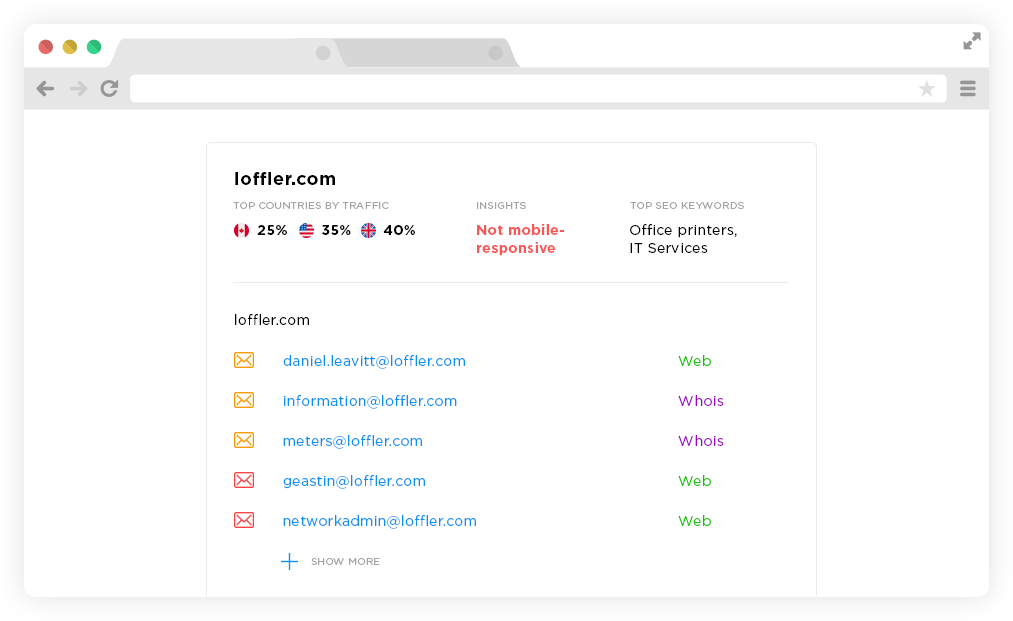 loffler.com
TOP COUNTRIES BY TRAFFIC
25% 35% 40%
INSIGHTS
Not mobile-
responsive
TOP SEO KEYWORDS
Office printers,
IT Services
loffler.com
daniel.leavitt@loffler.com Web
information@loffler.com Whois
meters@loffler.com Whois
geastin@loffler.com Web
networkadmin@loffler.com Web
SHOW MORE